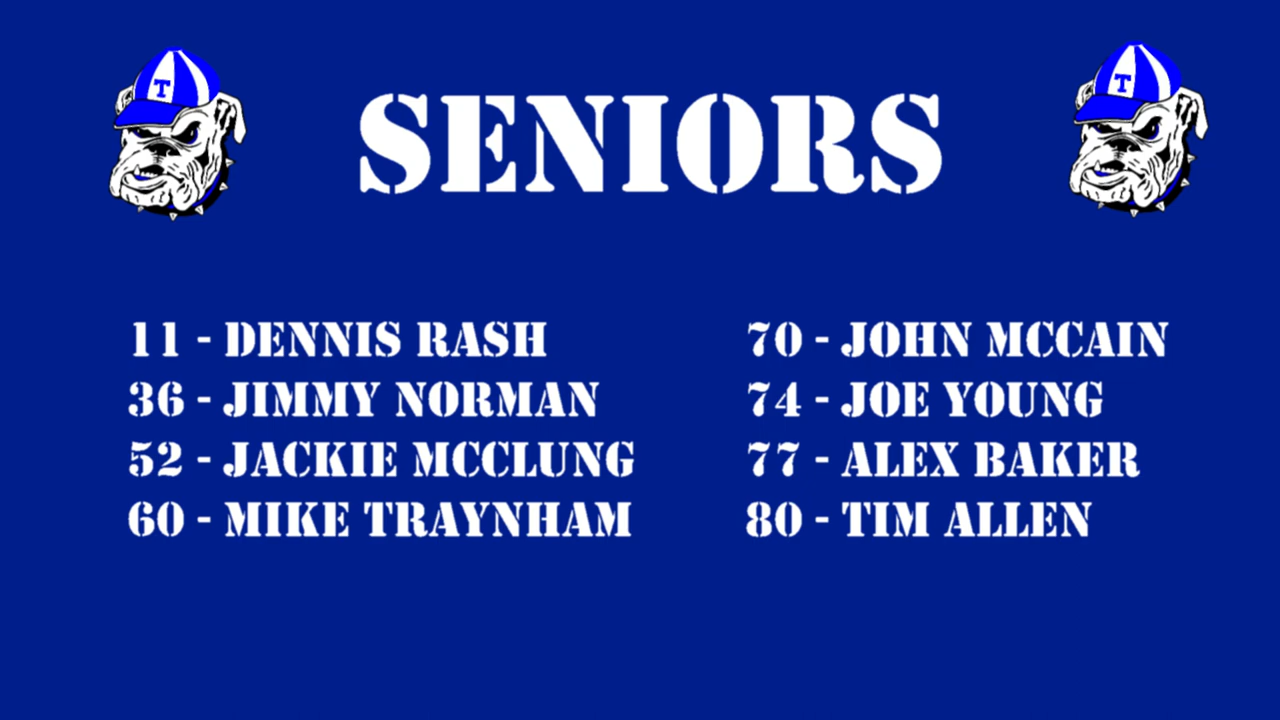 T
T
SENIORS
11 - DENNIS RASH
36 - JIMMY NORMAN
52 - JACKIE MCCLUNG
60 - MIKE TRAYNHAM
70 - JOHN MCCAIN
74 - JOE YOUNG
77 - ALEX BAKER
80 - TIM ALLEN